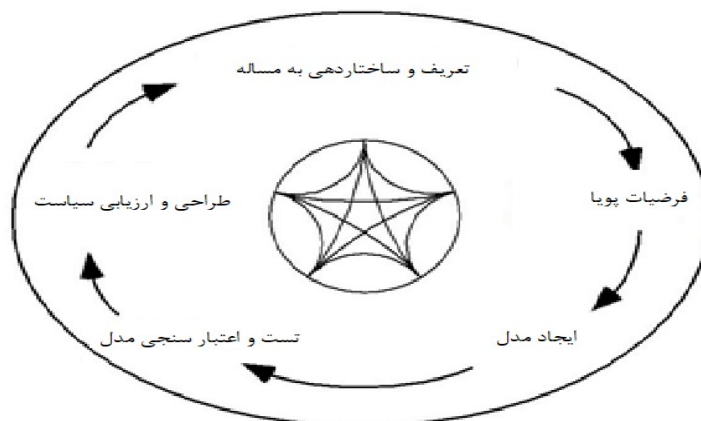 تعریف و ساختاردهی به مساله
فرضیات پویا
ایجاد مدل
تست و اعتبار سنجی مدل
طراحی و ارزیابی سیاست